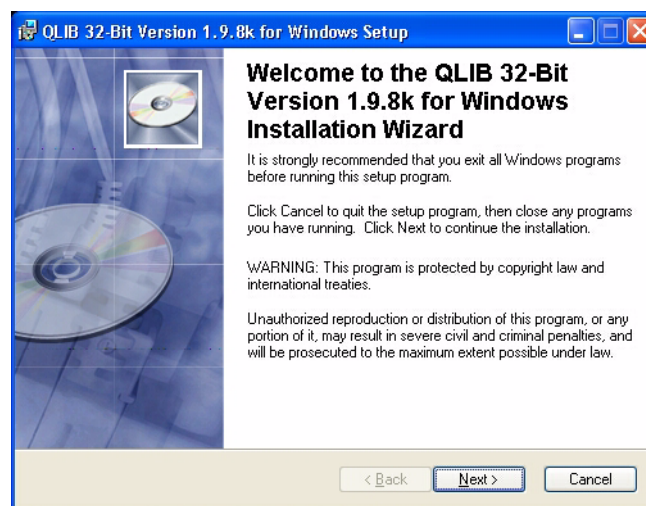 QLIB 32-Bit Version 1.9.8k for Windows Setup
Welcome to the QLIB 32-Bit
Version 1.9.8k for Windows
Installation Wizard
It is strongly recommended that you exit all Windows programs
before running this setup program.
Click Cancel to quit the setup program, then close any programs
you have running. Click Next to continue the installation.
WARNING: This program is protected by copyright law and
international treaties.
Unauthorized reproduction or distribution of this program, or any
portion of it, may result in severe civil and criminal penalties, and
will be prosecuted to the maximum extent possible under law.
< Back Next > Cancel